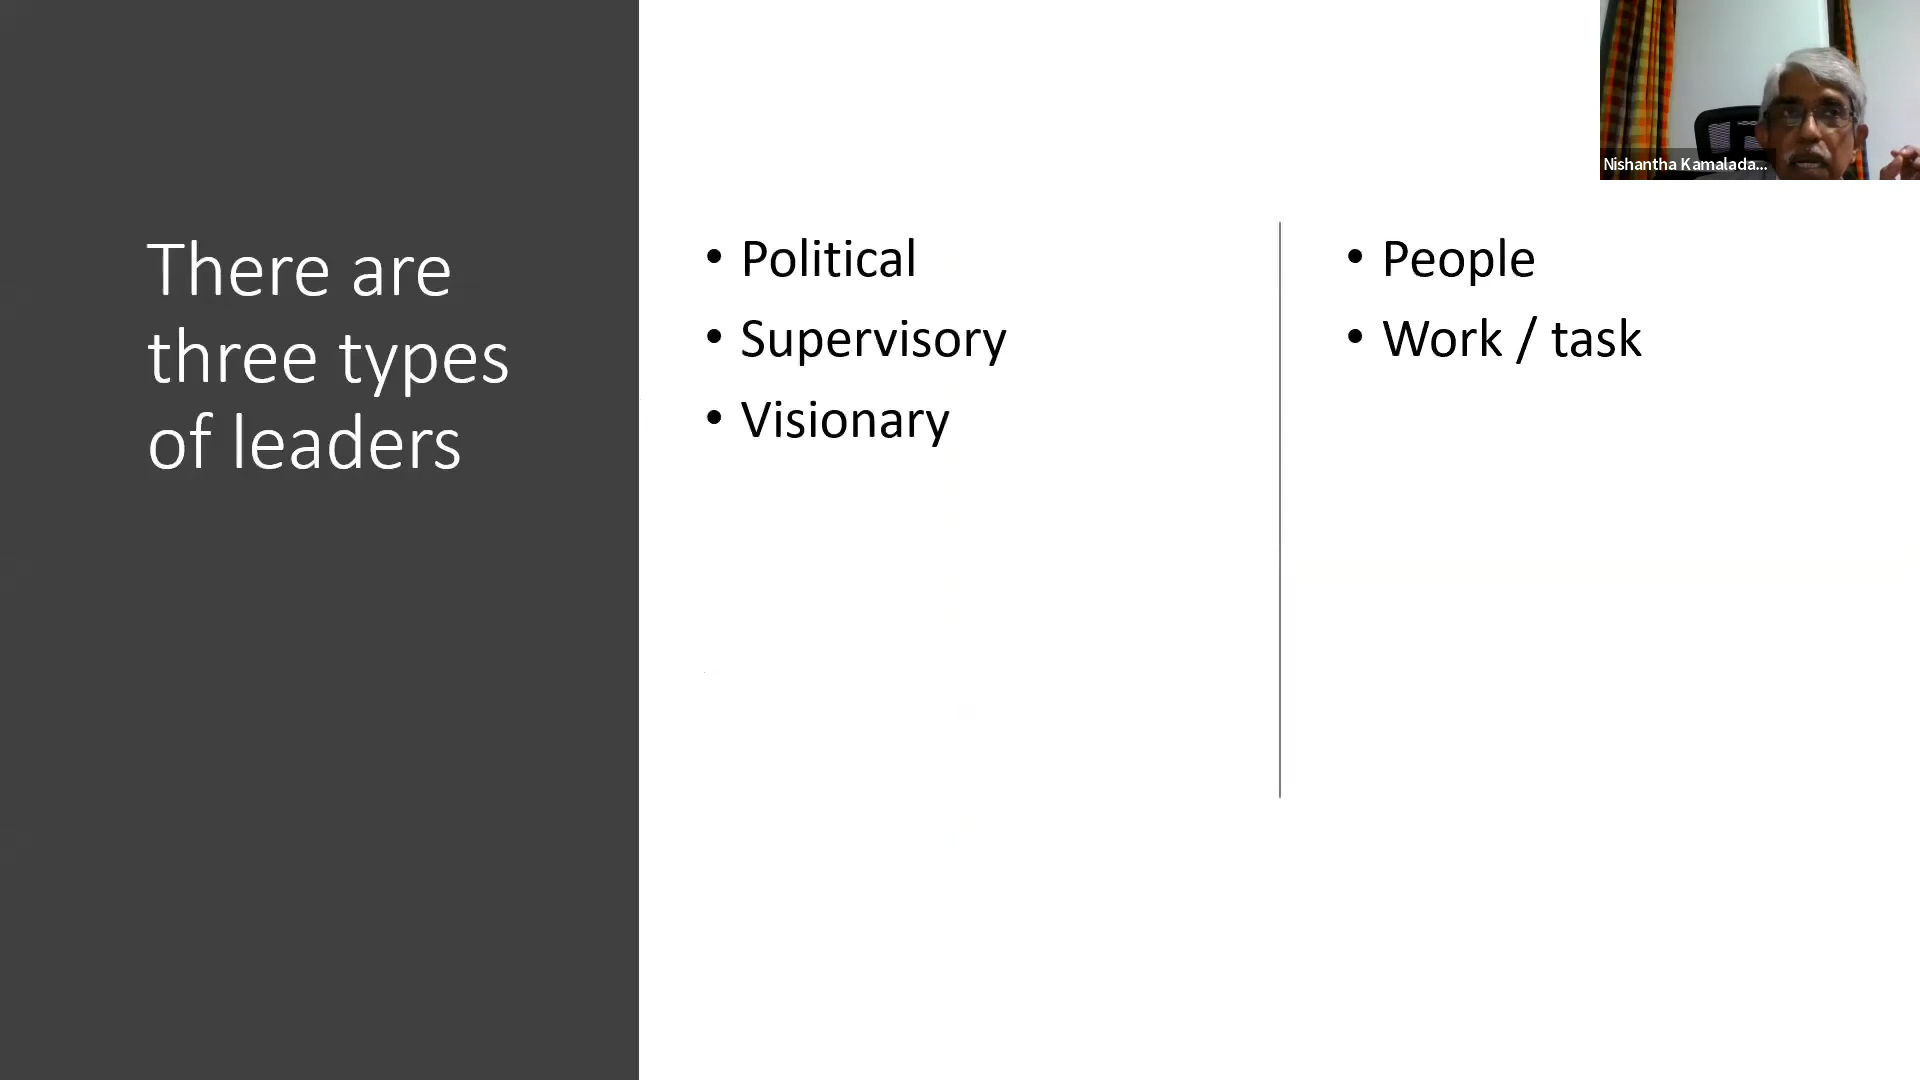 There are
three types
of leaders
• Political
• Supervisory
• Visionary
• People
• Work / task
Nishantha Kamalada...